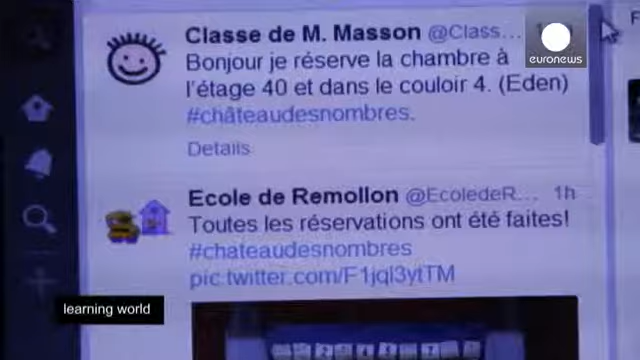 Classe de M. Masson @Class...
Bonjour je réserve la chambre à
l'étage 40 et dans le couloir 4. (Eden)
#châteaudesnombres.
Details
Ecole de Remollon @EcoledeR... 1h
Toutes les réservations ont été faites!
#chateaudesnombres
pic.twitter.com/F1jql3ytTM
euronews
learning world